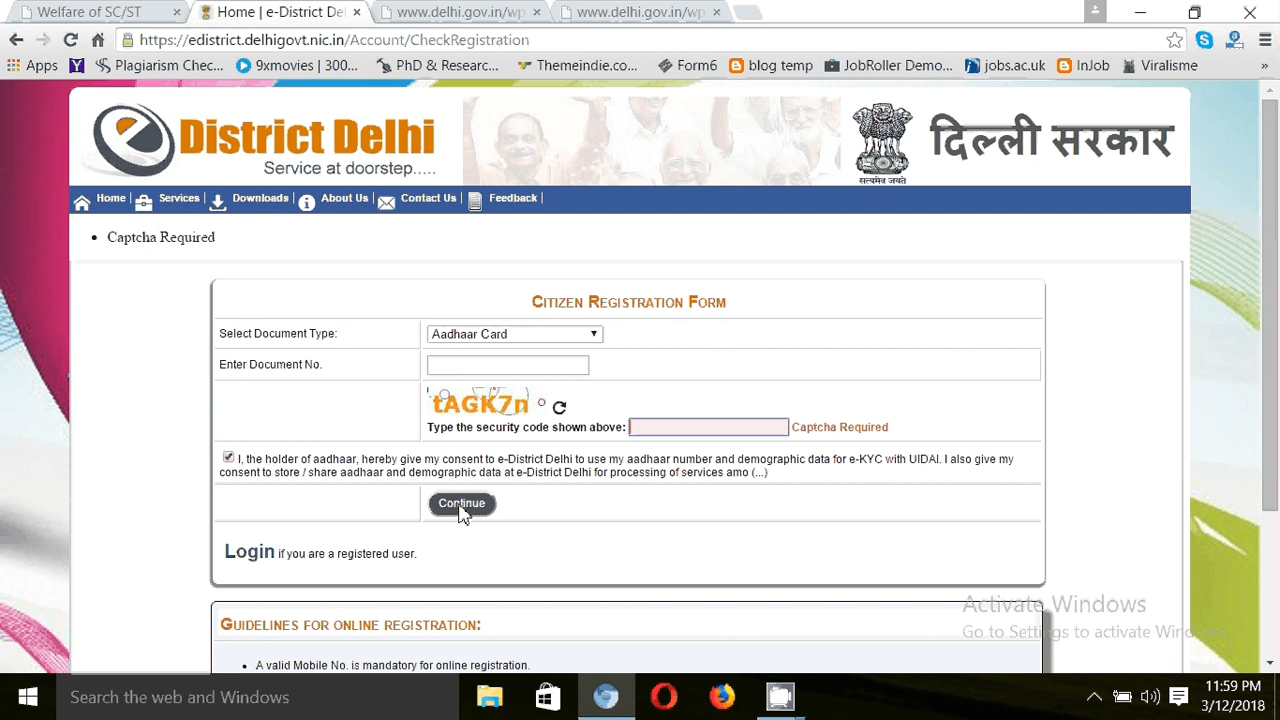 Welfare of SC/ST
Home | e-District De
www.delhi.gov.in/wp
www.delhi.gov.in/wp
https://edistrict.delhigovt.nic.in/Account/CheckRegistration
Apps
Plagiarism Chec...
9xmovies | 300...
PhD & Researc...
Themeindie.co...
Form6
blog temp
JobRoller Demo...
jobs.ac.uk
InJob
Viralisme
»
District Delhi
Service at doorstep.....
सत्यमेव जयते
दिल्ली सरकार
Home | Services | Downloads | About Us | Contact Us | Feedback |
• Captcha Required
CITIZEN REGISTRATION FORM
Select Document Type:
Aadhaar Card
Enter Document No.
tAGK7n
Type the security code shown above:
Captcha Required
I, the holder of aadhaar, hereby give my consent to e-District Delhi to use my aadhaar number and demographic data for e-KYC with UIDAI. I also give my
consent to store / share aadhaar and demographic data at e-District Delhi for processing of services amo (...)
Continue
Login if you are a registered user.
Activate Windows
Go to Settings to activate Windows.
GUIDELINES FOR ONLINE REGISTRATION:
• A valid Mobile No. is mandatory for online registration.
Search the web and Windows
11:59 PM
3/12/2018